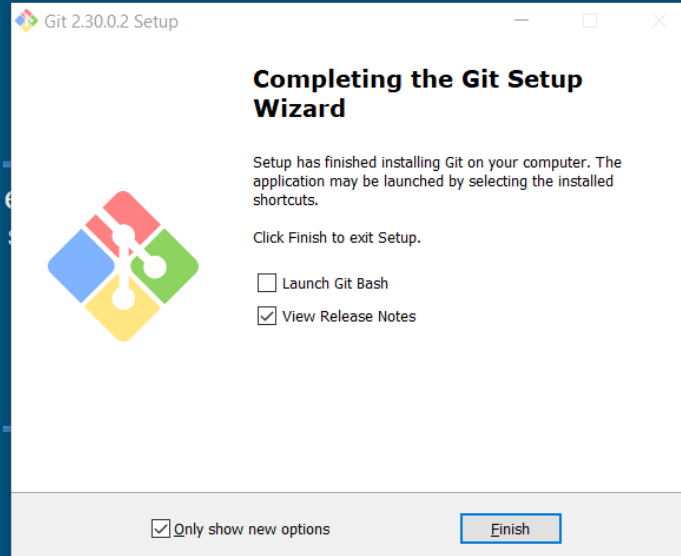 Git 2.30.0.2 Setup
Completing the Git Setup
Wizard
Setup has finished installing Git on your computer. The
application may be launched by selecting the installed
shortcuts.
Click Finish to exit Setup.
Launch Git Bash
View Release Notes
Only show new options
Finish